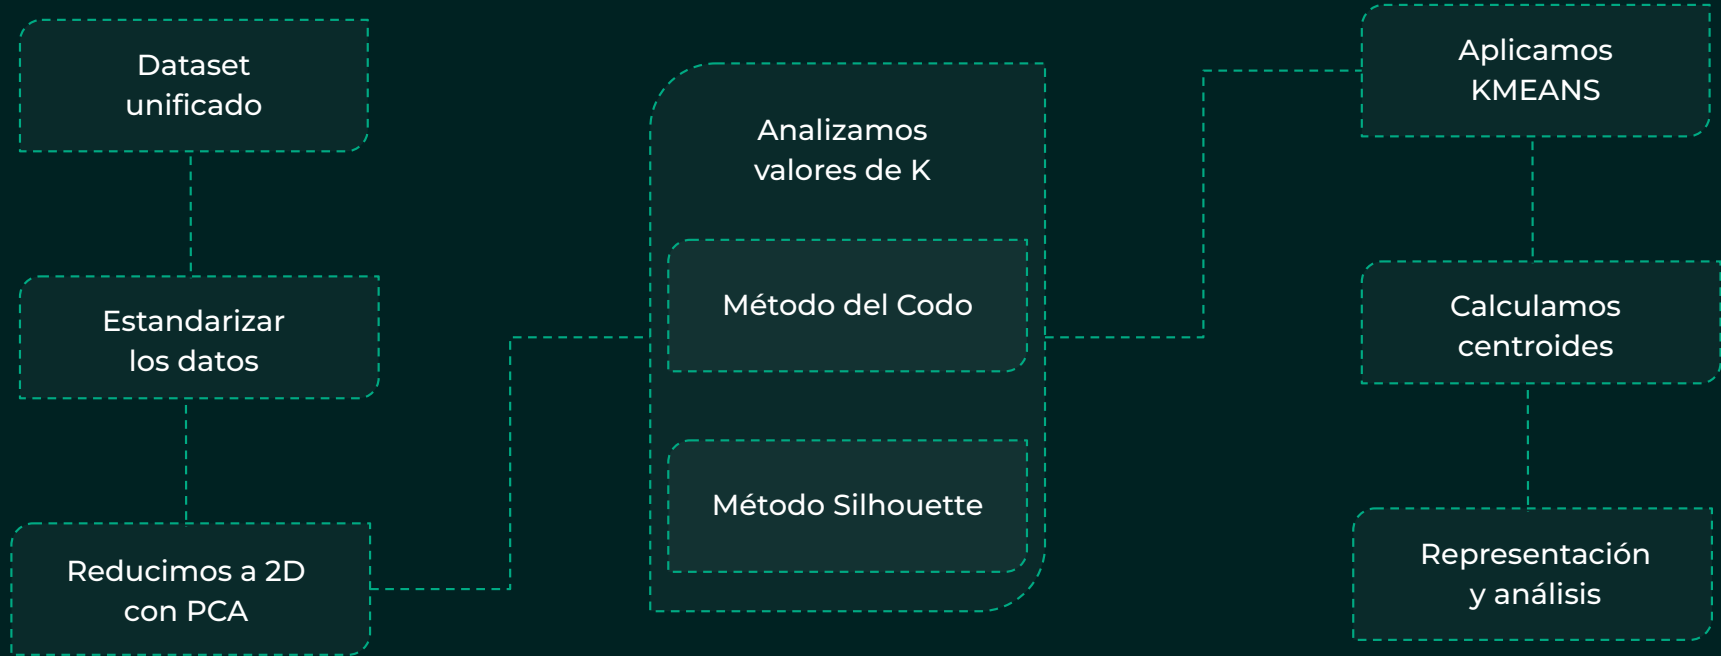 Dataset
unificado
Estandarizar
los datos
Reducimos a 2D
con PCA
Analizamos
valores de K
Método del Codo
Método Silhouette
Aplicamos
KMEANS
Calculamos
centroides
Representación
y análisis